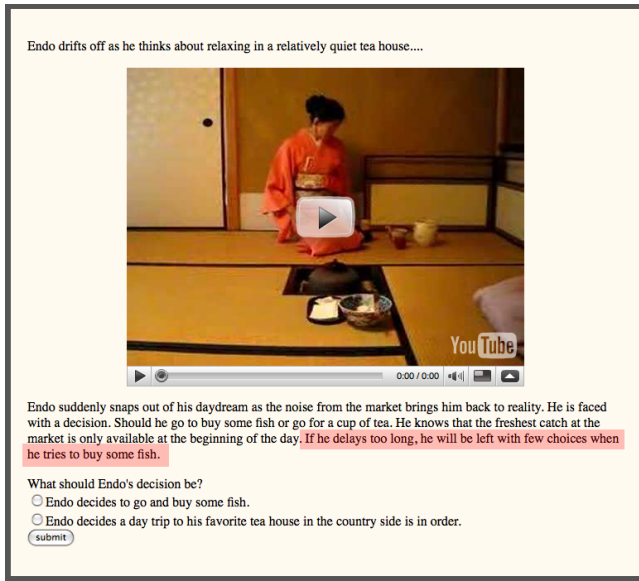 Endo drifts off as he thinks about relaxing in a relatively quiet tea house....
YouTube
0:00 / 0:00
Endo suddenly snaps out of his daydream as the noise from the market brings him back to reality. He is faced
with a decision. Should he go to buy some fish or go for a cup of tea. He knows that the freshest catch at the
market is only available at the beginning of the day. If he delays too long, he will be left with few choices when
he tries to buy some fish.
What should Endo's decision be?
Endo decides to go and buy some fish.
Endo decides a day trip to his favorite tea house in the country side is in order.
submit